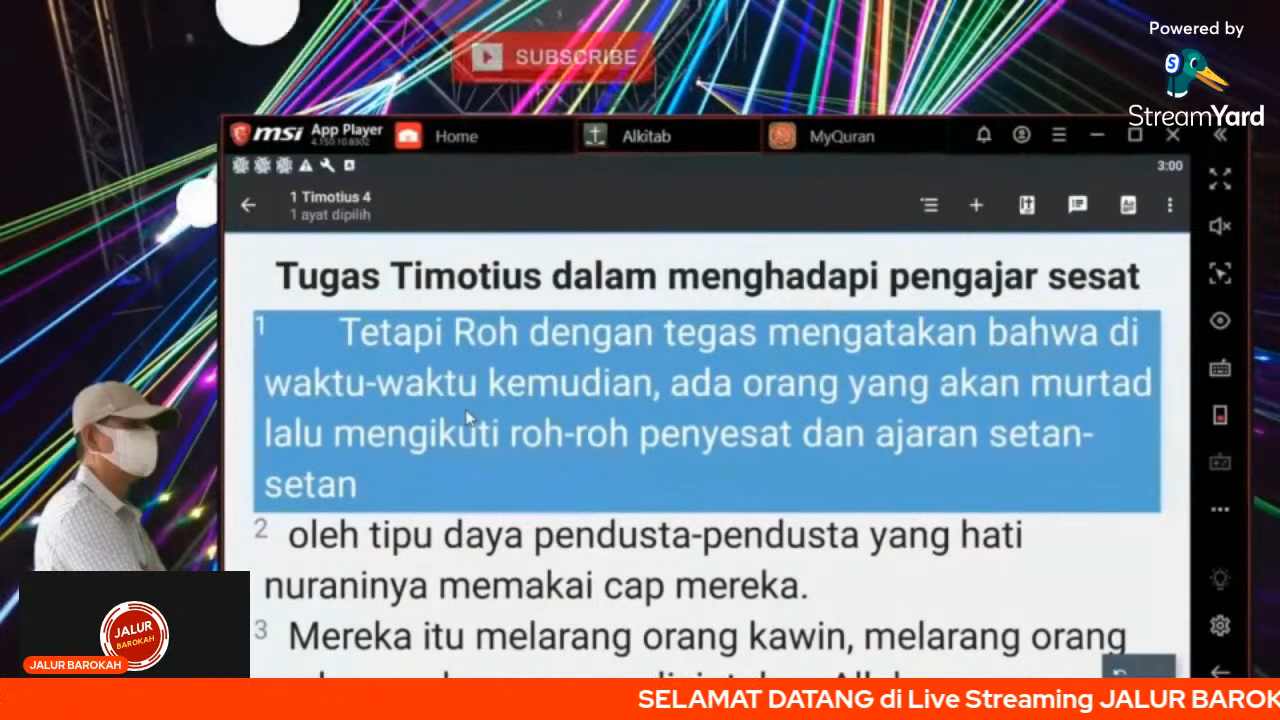 Powered by
StreamYard
SUBSCRIBE
msi App Player
4.150.10.6302
Home
Alkitab
MyQuran
3:00
1 Timotius 4
1 ayat dipilih
Tugas Timotius dalam menghadapi pengajar sesat
1 Tetapi Roh dengan tegas mengatakan bahwa di
waktu-waktu kemudian, ada orang yang akan murtad
lalu mengikuti roh-roh penyesat dan ajaran setan-
setan
2 oleh tipu daya pendusta-pendusta yang hati
nuraninya memakai cap mereka.
3 Mereka itu melarang orang kawin, melarang orang
JALUR
BAROKAH
JALUR BAROKAH
SELAMAT DATANG di Live Streaming JALUR BAROK